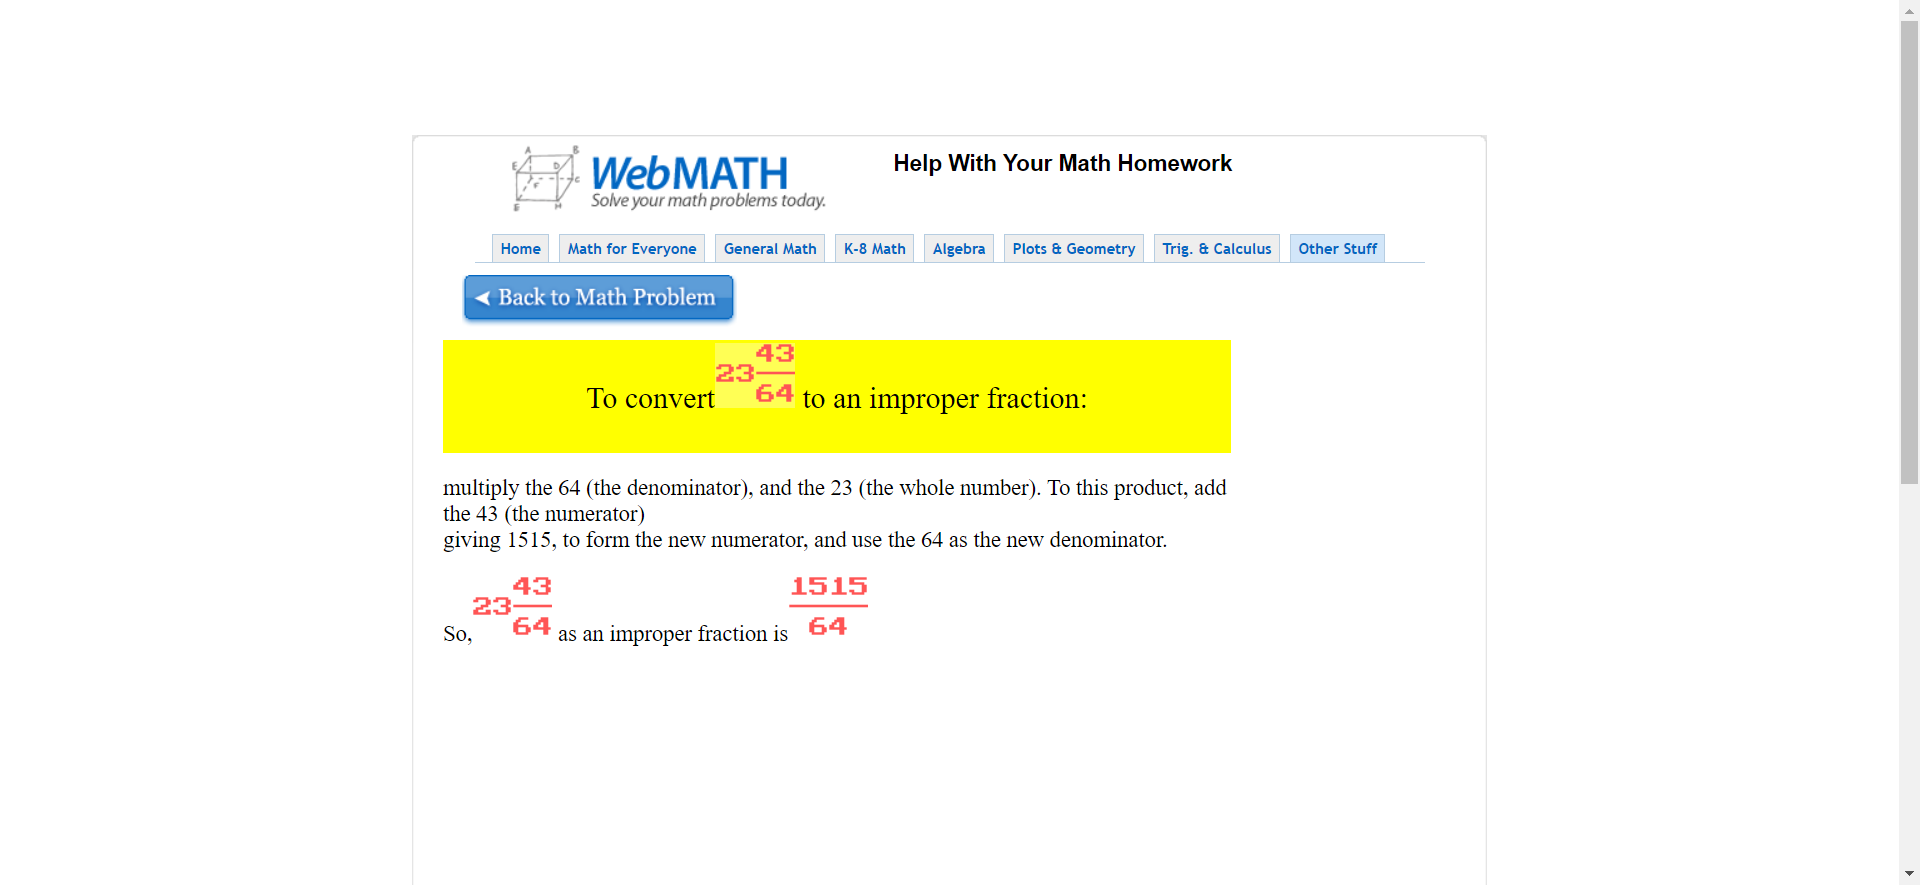 A B
E D
F C
E H
WebMATH
Solve your math problems today.
Help With Your Math Homework
Home Math for Everyone General Math K-8 Math Algebra Plots & Geometry Trig. & Calculus Other Stuff
Back to Math Problem
To convert 23 43/64 to an improper fraction:
multiply the 64 (the denominator), and the 23 (the whole number). To this product, add
the 43 (the numerator)
giving 1515, to form the new numerator, and use the 64 as the new denominator.
So, 23 43/64 as an improper fraction is 1515/64